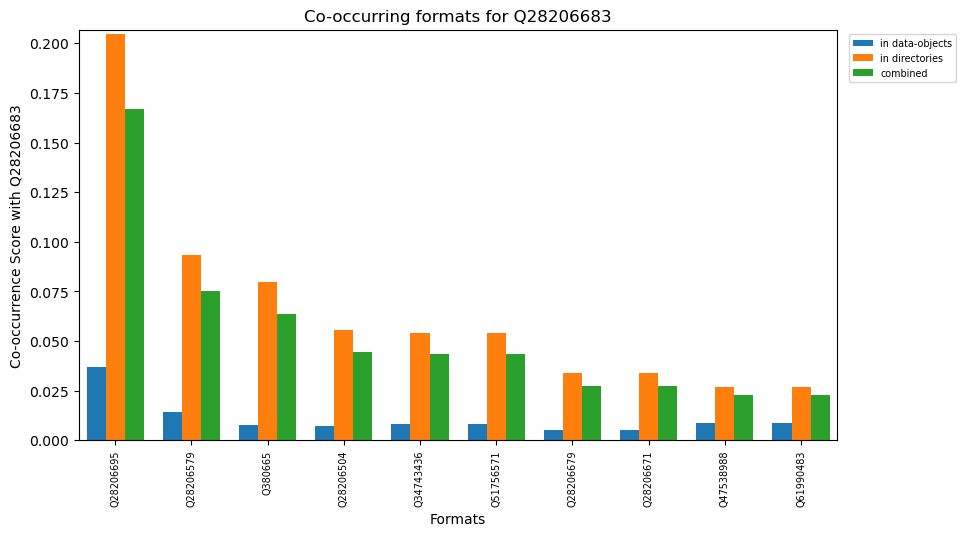 Co-occurring formats for Q28206683
in data-objects
in directories
combined
Co-occurrence Score with Q28206683
0.200
0.175
0.150
0.125
0.100
0.075
0.050
0.025
0.000
Q28206695
Q28206579
Q380665
Q28206504
Q34743436
Q51756571
Q28206679
Q28206671
Q47538988
Q61990483
Formats